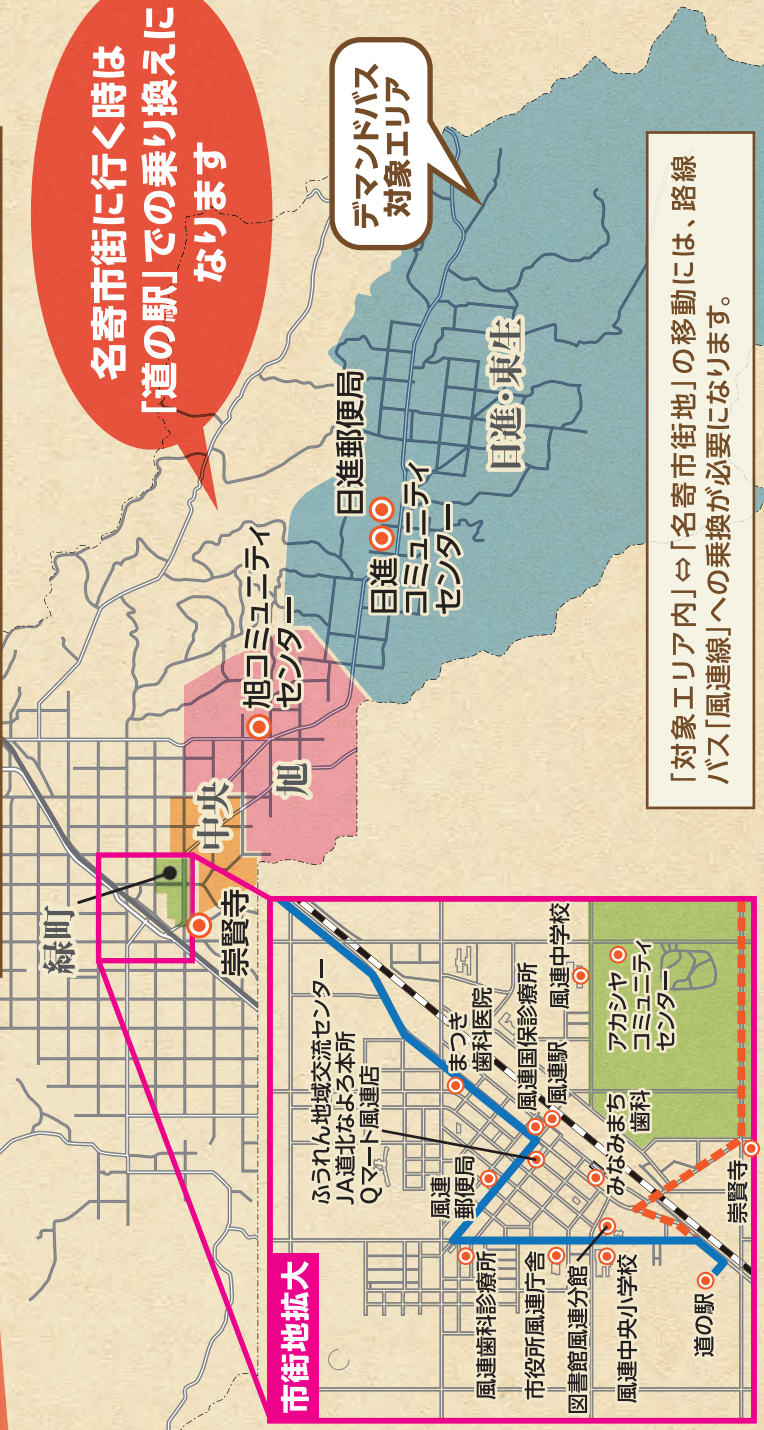 名寄市街に行く時は
「道の駅」での乗り換えに
なります
デマンドバス
対象エリア
日進・東生
日進郵便局
日進
コミュニティ
センター
旭コミュニティ
センター
旭
中央
緑町
崇賢寺
「対象エリア内」⇔「名寄市街地」の移動には、路線
バス「風連線」への乗換が必要になります。
市街地拡大
ふうれん地域交流センター
JA道北なよろ本所
Qマート風連店
まつき
歯科医院
風連国保診療所
風連駅
風連中学校
アカシヤ
コミュニティ
センター
風連
郵便局
みなみまち
歯科
崇賢寺
風連歯科診療所
市役所風連庁舎
図書館風連分館
風連中央小学校
道の駅